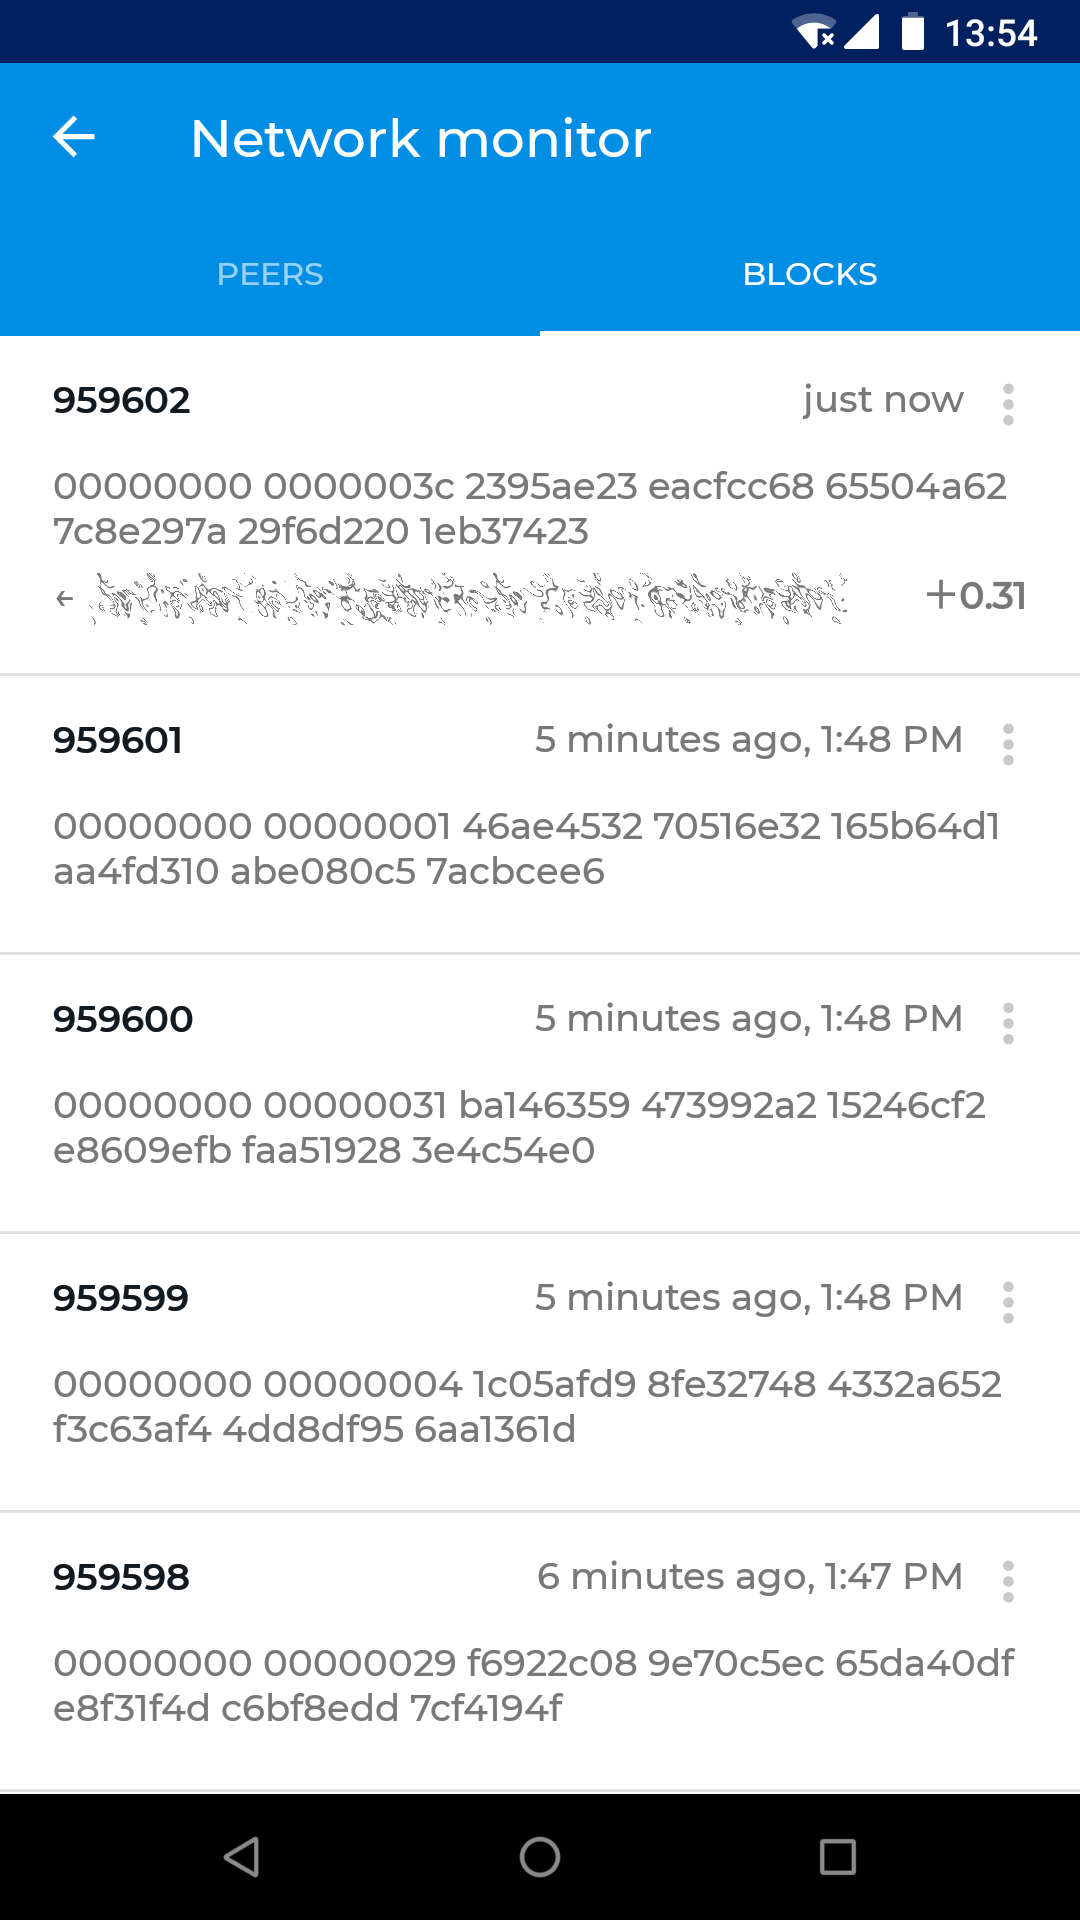 13:54
Network monitor
PEERS BLOCKS
959602 just now
00000000 0000003c 2395ae23 eacfcc68 65504a62
7c8e297a 29f6d220 1eb37423
← +0.31
959601 5 minutes ago, 1:48 PM
00000000 00000001 46ae4532 70516e32 165b64d1
aa4fd310 abe080c5 7acbcee6
959600 5 minutes ago, 1:48 PM
00000000 00000031 ba146359 473992a2 15246cf2
e8609efb faa51928 3e4c54e0
959599 5 minutes ago, 1:48 PM
00000000 00000004 1c05afd9 8fe32748 4332a652
f3c63af4 4dd8df95 6aa1361d
959598 6 minutes ago, 1:47 PM
00000000 00000029 f6922c08 9e70c5ec 65da40df
e8f31f4d c6bf8edd 7cf4194f